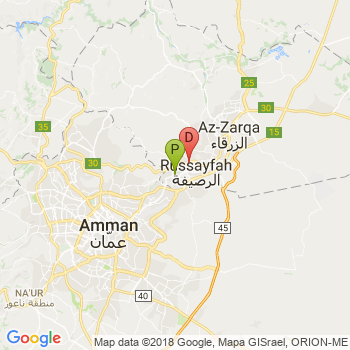 25
30
35
P
D
Az-Zarqa
الزرقاء
15
30
Russayfah
الرصيفة
Amman
عمان
45
NA'UR
منطقة ناعور
40
Google
Map data ©2018 Google, Mapa GISrael, ORION-ME